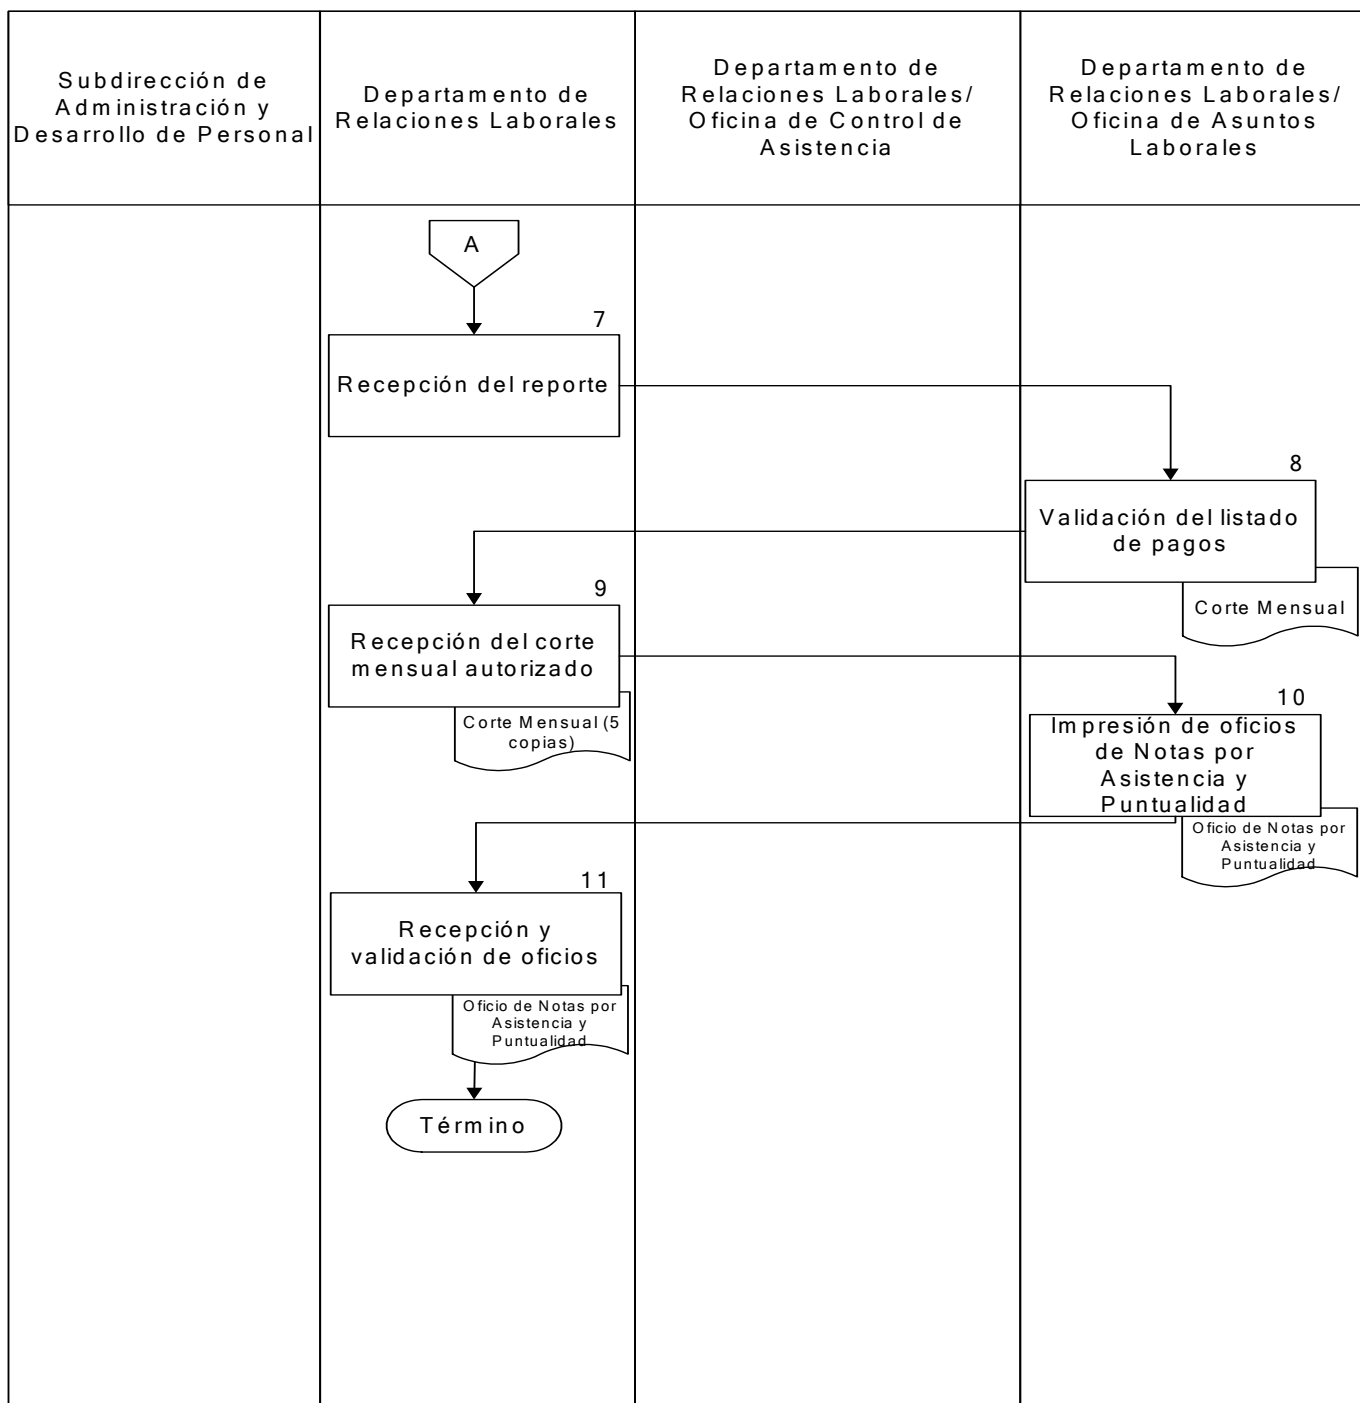 Subdirección de
Administración y
Desarrollo de Personal
Departamento de
Relaciones Laborales
Departamento de
Relaciones Laborales/
Oficina de Control de
Asistencia
Departamento de
Relaciones Laborales/
Oficina de Asuntos
Laborales
A
7
Recepción del reporte
8
Validación del listado
de pagos
Corte Mensual
9
Recepción del corte
mensual autorizado
Corte Mensual (5
copias)
10
Impresión de oficios
de Notas por
Asistencia y
Puntualidad
Oficio de Notas por
Asistencia y
Puntualidad
11
Recepción y
validación de oficios
Oficio de Notas por
Asistencia y
Puntualidad
Término